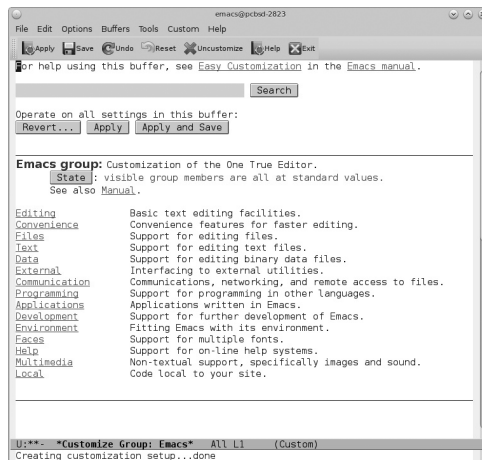 emacs@pcbsd-2823
File Edit Options Buffers Tools Custom Help
Apply Save Undo Reset Uncustomize Help Exit
For help using this buffer, see Easy Customization in the Emacs manual.
Search
Operate on all settings in this buffer:
Revert... Apply Apply and Save
Emacs group: Customization of the One True Editor.
State : visible group members are all at standard values.
See also Manual.
Editing Basic text editing facilities.
Convenience Convenience features for faster editing.
Files Support for editing files.
Text Support for editing text files.
Data Support for editing binary data files.
External Interfacing to external utilities.
Communication Communications, networking, and remote access to files.
Programming Support for programming in other languages.
Applications Applications written in Emacs.
Development Support for further development of Emacs.
Environment Fitting Emacs with its environment.
Faces Support for multiple fonts.
Help Support for on-line help systems.
Multimedia Non-textual support, specifically images and sound.
Local Code local to your site.
U:**- *Customize Group: Emacs* All L1 (Custom)
Creating customization setup...done